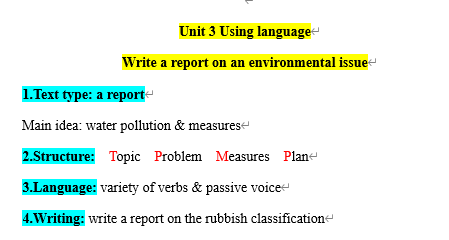 Unit 3 Using language
Write a report on an environmental issue
1.Text type: a report
Main idea: water pollution & measures
2.Structure: Topic Problem Measures Plan
3.Language: variety of verbs & passive voice
4.Writing: write a report on the rubbish classification